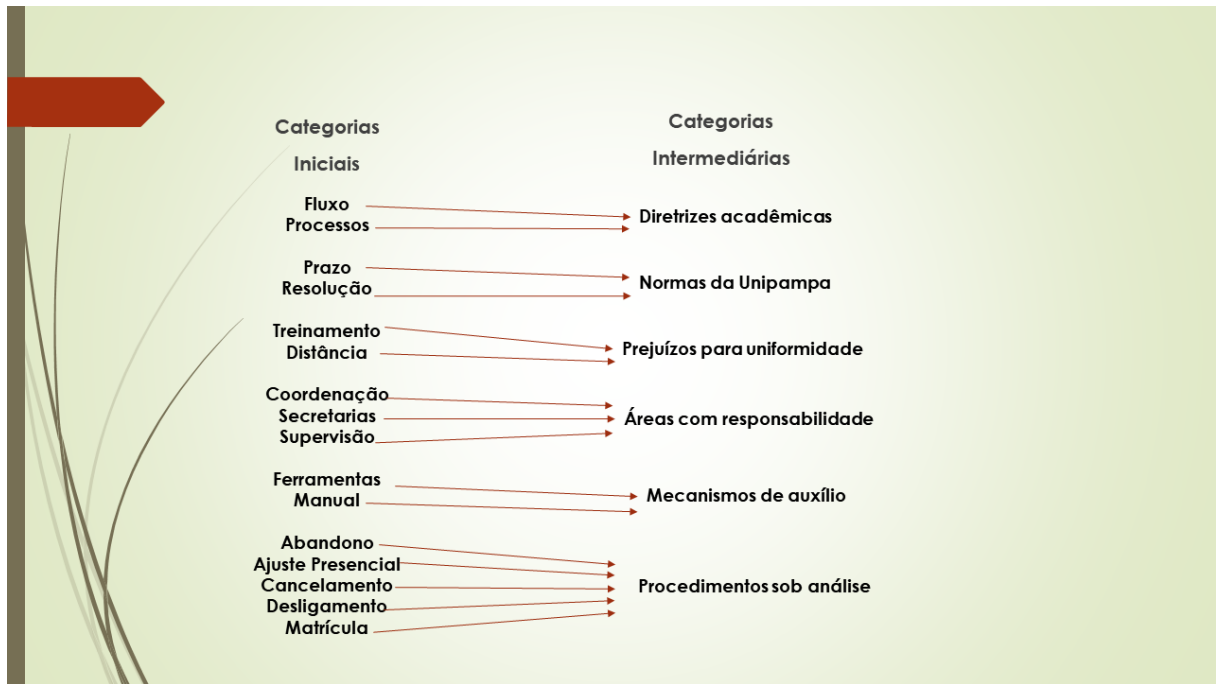 Categorias
Iniciais
Categorias
Intermediárias
Fluxo
Processos
Diretrizes acadêmicas
Prazo
Resolução
Normas da Unipampa
Treinamento
Distância
Prejuízos para uniformidade
Coordenação
Secretarias
Supervisão
Áreas com responsabilidade
Ferramentas
Manual
Mecanismos de auxílio
Abandono
Ajuste Presencial
Cancelamento
Desligamento
Matrícula
Procedimentos sob análise